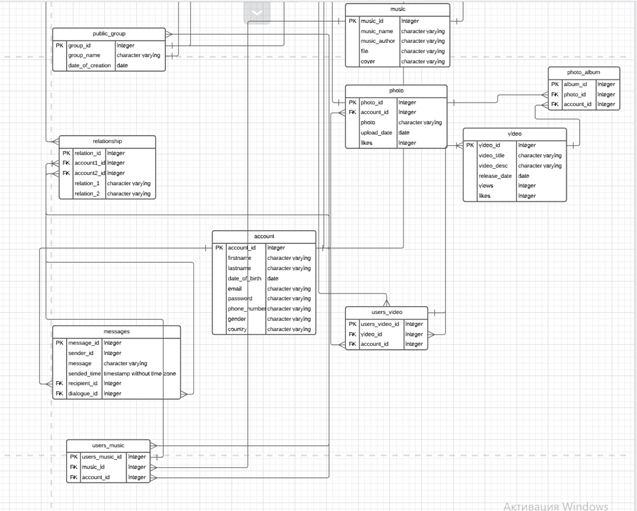 music
PK music_id Integer
music_name character varying
music_author character varying
file character varying
cover character varying
public_group
PK group_id Integer
group_name character varying
date_of_creation date
photo_album
PK album_id Integer
FK photo_id Integer
FK account_id Integer
photo
PK photo_id Integer
FK account_id Integer
photo character varying
upload_date date
likes Integer
video
PK video_id Integer
video_title character varying
video_desc character varying
release_date date
views Integer
likes Integer
relationship
PK relation_id Integer
FK account1_id Integer
FK account2_id Integer
relation_1 character varying
relation_2 character varying
account
PK account_id Integer
firstname character varying
lastname character varying
date_of_birth date
email character varying
password character varying
phone_number character varying
gender character varying
country character varying
users_video
PK users_video_id Integer
FK video_id Integer
FK account_id Integer
messages
PK message_id Integer
sender_id Integer
message character varying
sended_time timestamp without time zone
FK recipient_id Integer
FK dialogue_id Integer
users_music
PK users_music_id Integer
FK music_id Integer
FK account_id Integer
Активация Windows